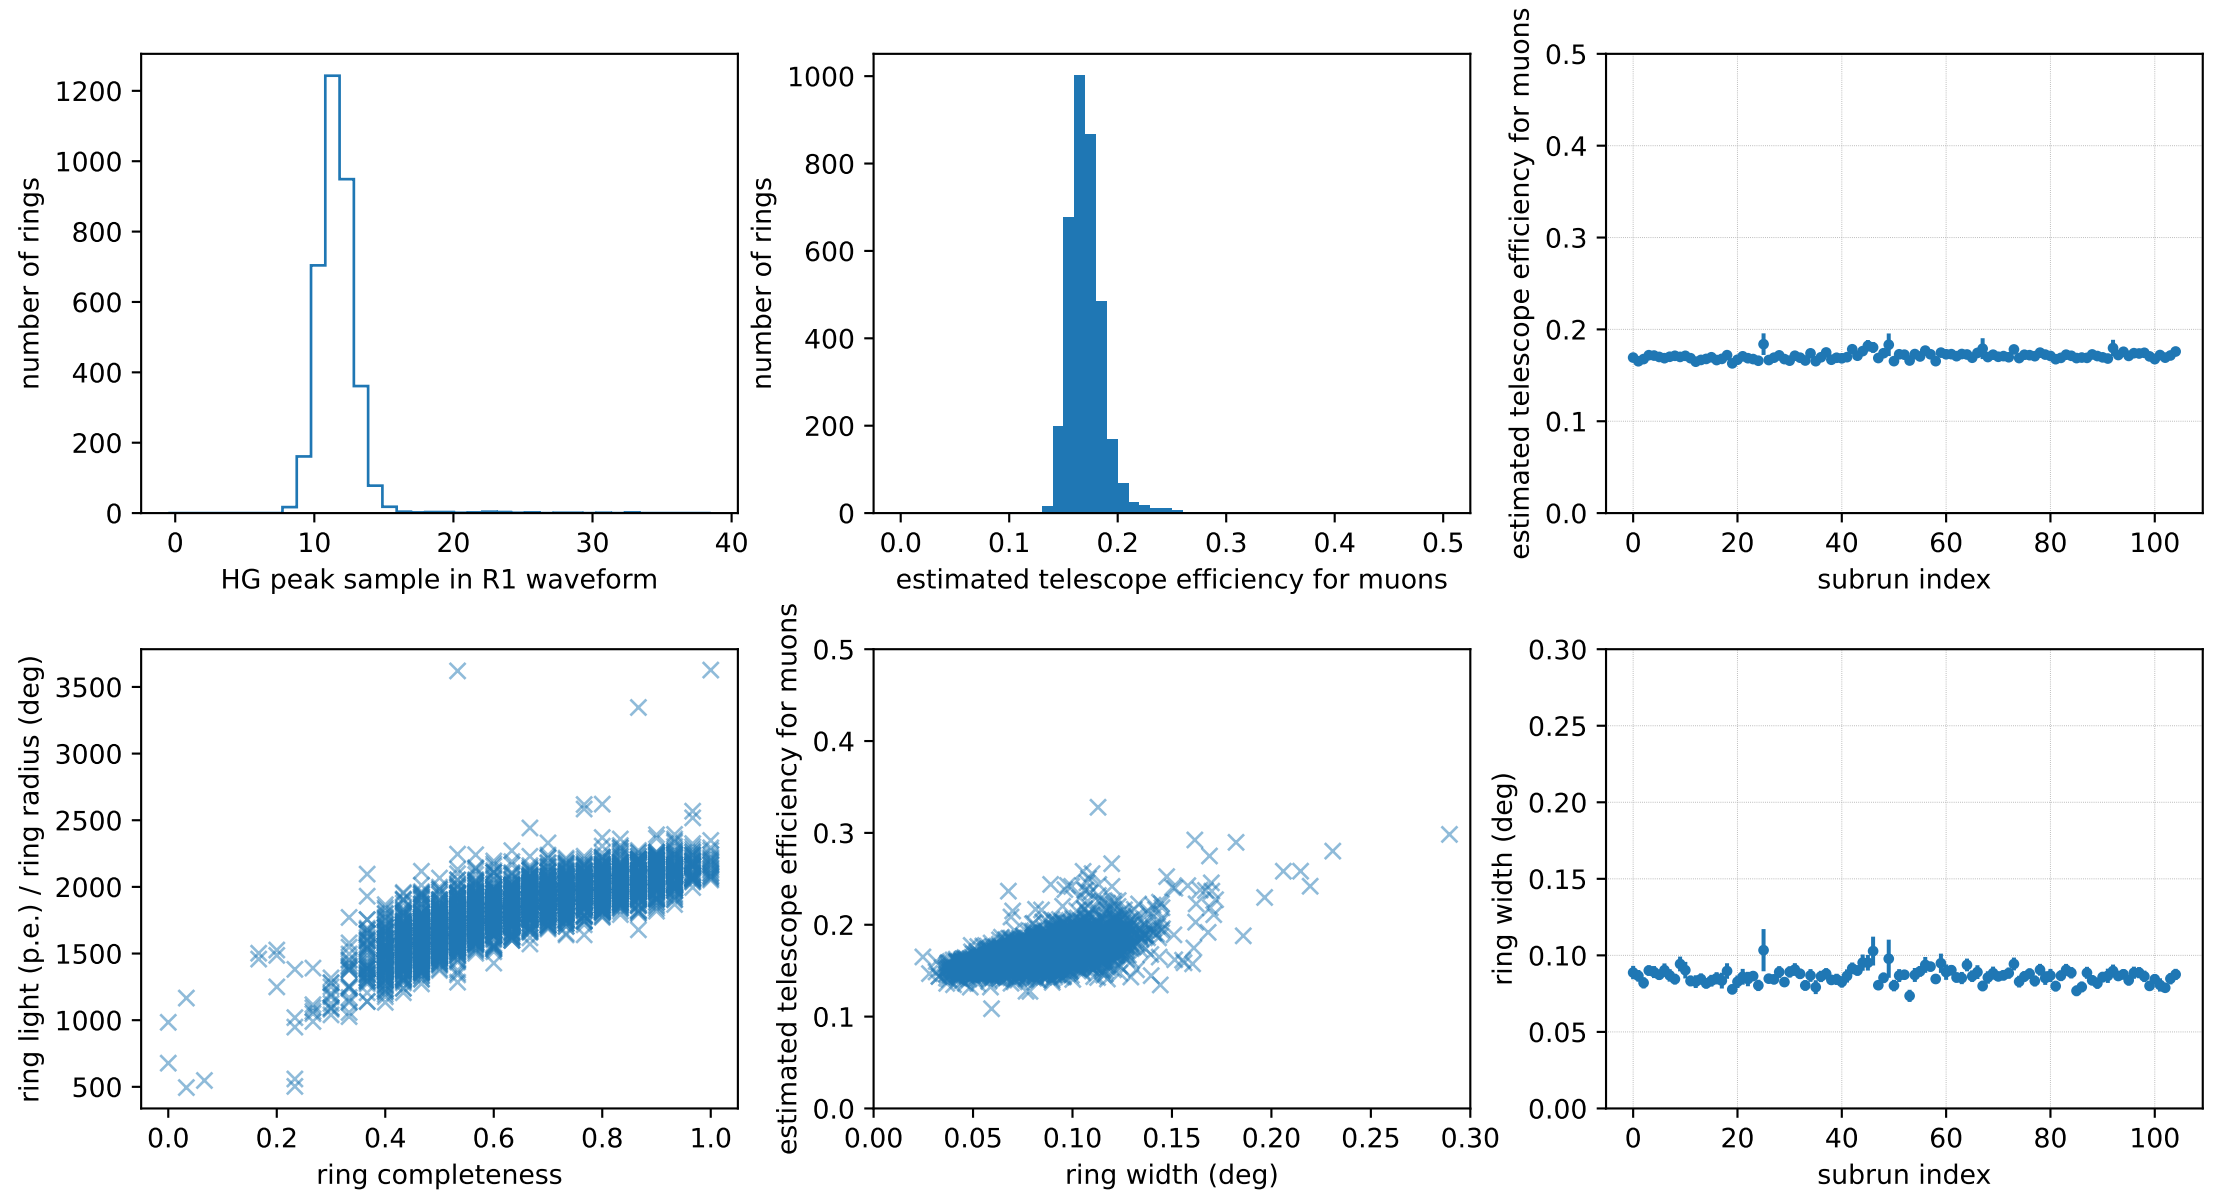 number of rings
1200
1000
800
600
400
200
0
0 10 20 30 40
HG peak sample in R1 waveform
number of rings
1000
800
600
400
200
0
0.0 0.1 0.2 0.3 0.4 0.5
estimated telescope efficiency for muons
estimated telescope efficiency for muons
0.5
0.4
0.3
0.2
0.1
0.0
0 20 40 60 80 100
subrun index
ring light (p.e.) / ring radius (deg)
3500
3000
2500
2000
1500
1000
500
0.0 0.2 0.4 0.6 0.8 1.0
ring completeness
estimated telescope efficiency for muons
0.5
0.4
0.3
0.2
0.1
0.0
0.00 0.05 0.10 0.15 0.20 0.25 0.30
ring width (deg)
ring width (deg)
0.30
0.25
0.20
0.15
0.10
0.05
0.00
0 20 40 60 80 100
subrun index